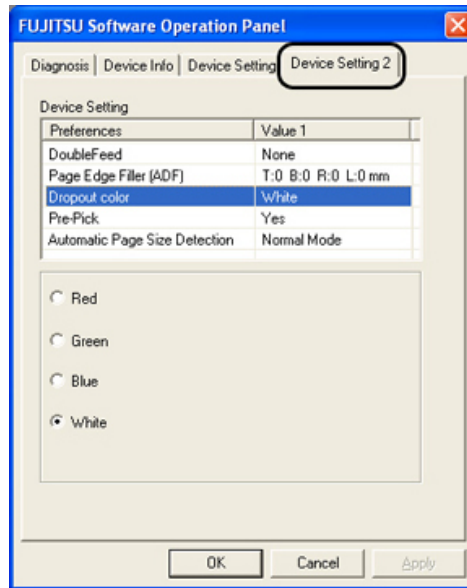 FUJITSU Software Operation Panel
Diagnosis Device Info Device Setting Device Setting 2
Device Setting
Preferences Value 1
DoubleFeed None
Page Edge Filler (ADF) T:0 B:0 R:0 L:0 mm
Dropout color White
Pre-Pick Yes
Automatic Page Size Detection Normal Mode
Red
Green
Blue
White
OK Cancel Apply